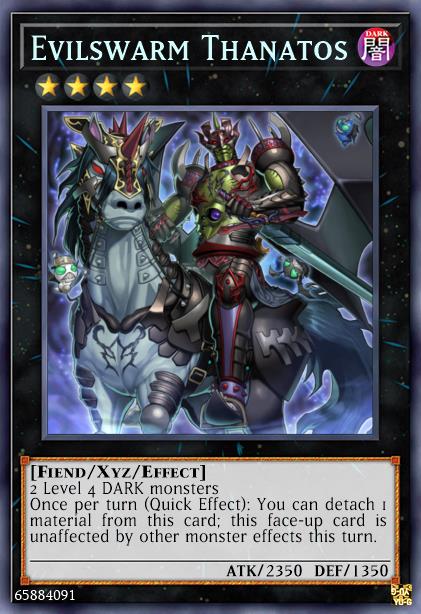 Evilswarm Thanatos
DARK
闇
[Fiend/Xyz/Effect]
2 Level 4 DARK monsters
Once per turn (Quick Effect): You can detach 1
material from this card; this face-up card is
unaffected by other monster effects this turn.
ATK/2350 DEF/1350
65884091